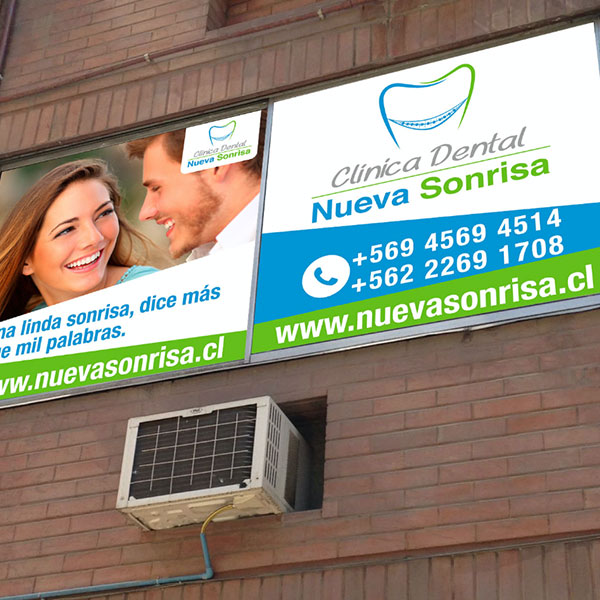 Clínica Dental
Nueva Sonrisa
linda sonrisa, dice más
mil palabras.
www.nuevasonrisa.cl
Clínica Dental
Nueva Sonrisa
+569 4569 4514
+562 2269 1708
www.nuevasonrisa.cl